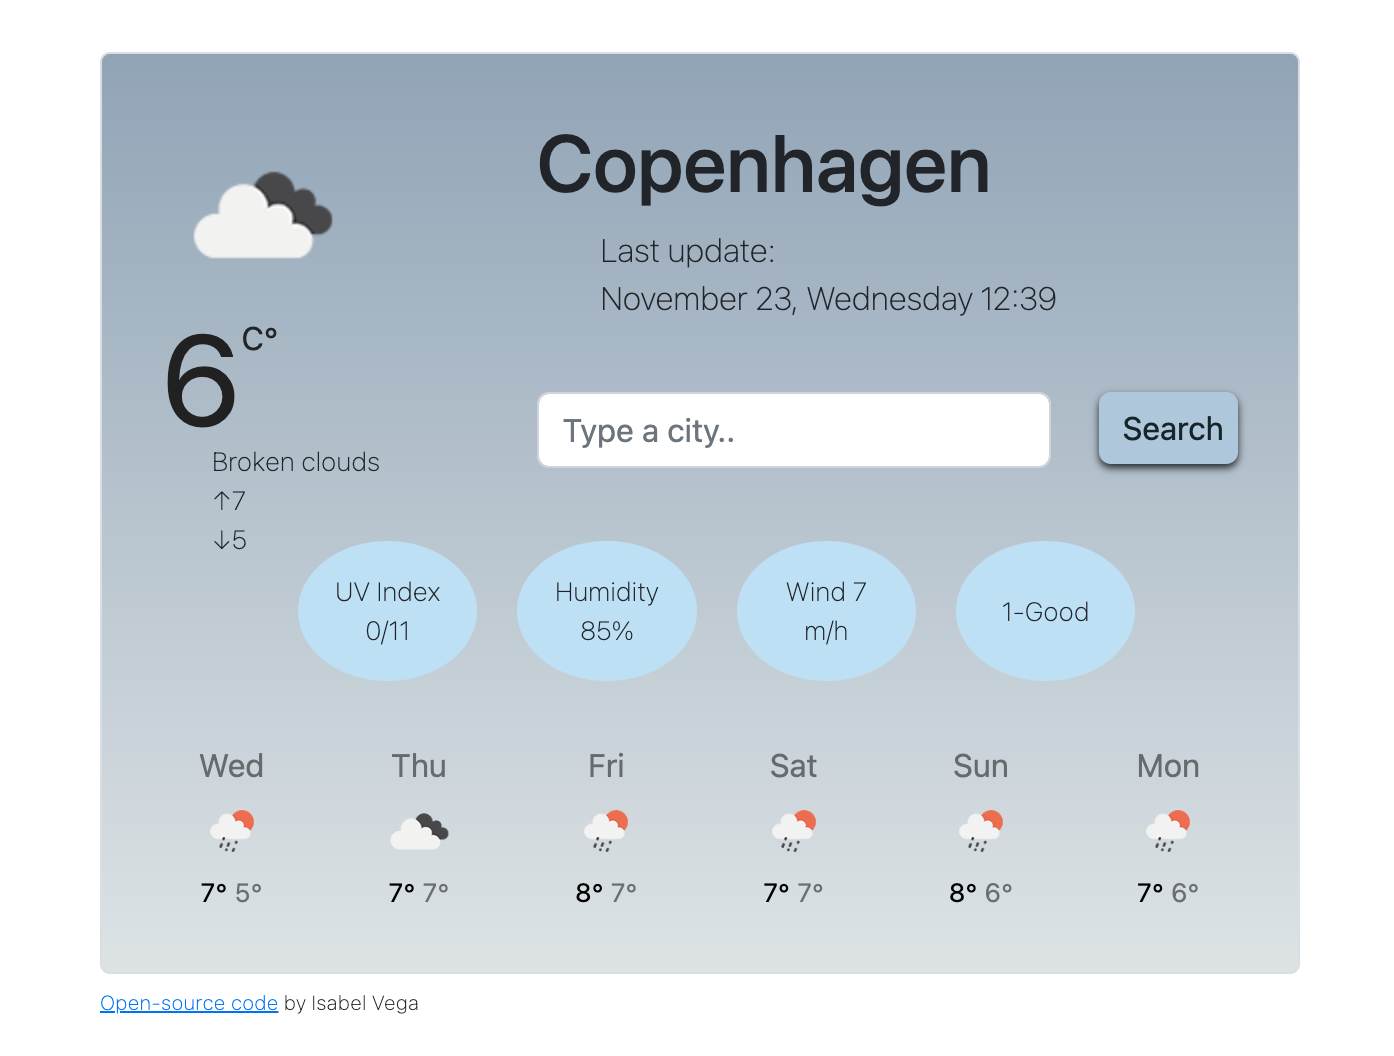 Copenhagen
Last update:
November 23, Wednesday 12:39
6 C°
Broken clouds
↑7
↓5
Type a city..
Search
UV Index
0/11
Humidity
85%
Wind 7
m/h
1-Good
Wed
Thu
Fri
Sat
Sun
Mon
7° 5°
7° 7°
8° 7°
7° 7°
8° 6°
7° 6°
Open-source code by Isabel Vega